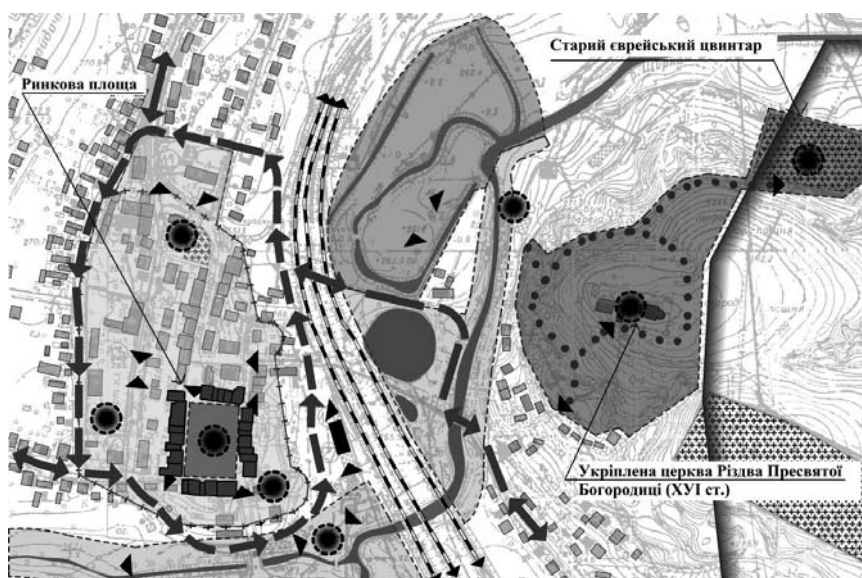 Старий єврейський цвинтар
Ринкова площа
Укріплена церква Різдва Пресвятої
Богородиці (ХУІ ст.)